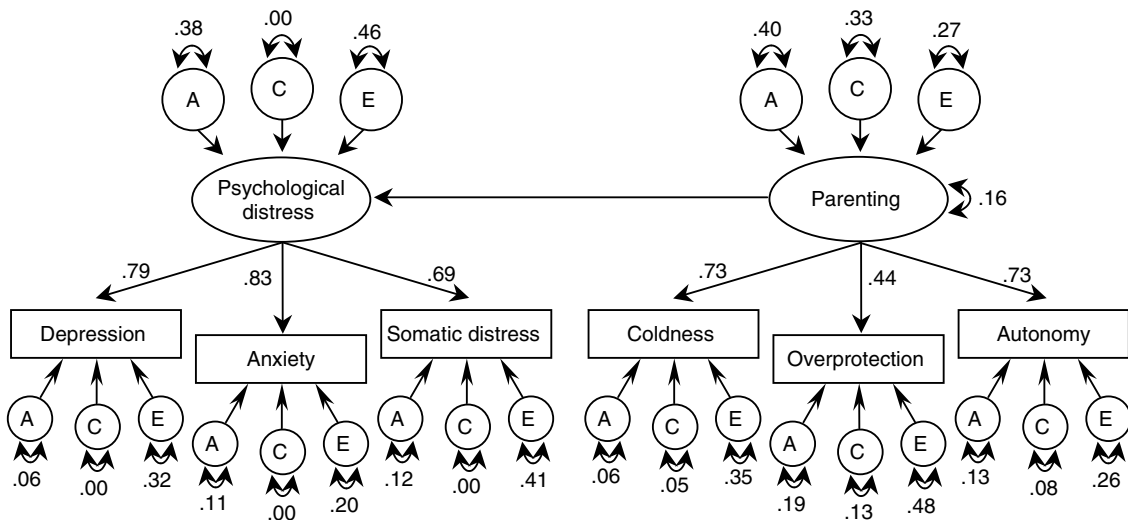 .38 .00 .46 .40 .33 .27
A C E A C E
Psychological
distress
Parenting
.16
.79 .83 .69 .73 .44 .73
Depression
Anxiety
Somatic distress
Coldness
Overprotection
Autonomy
A C E A C E A C E A C E A C E A C E
.06 .00 .32 .11 .00 .20 .12 .00 .41 .06 .05 .35 .19 .13 .48 .13 .08 .26